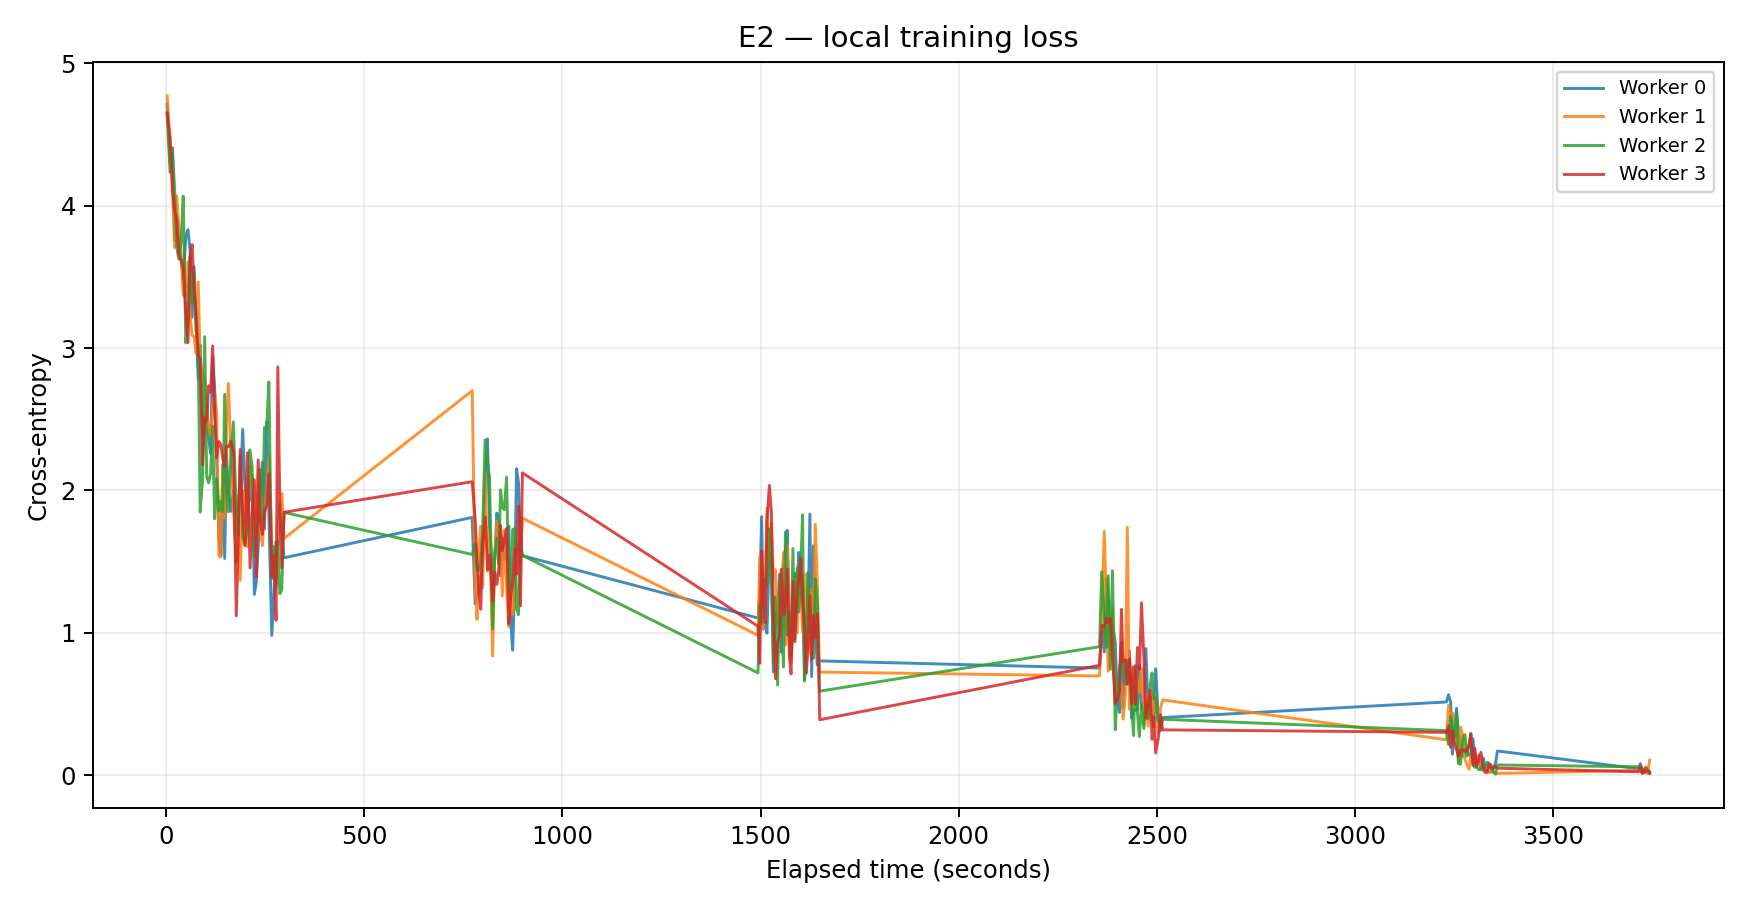 E2 — local training loss
Cross-entropy
5
4
3
2
1
0
Worker 0
Worker 1
Worker 2
Worker 3
0 500 1000 1500 2000 2500 3000 3500
Elapsed time (seconds)